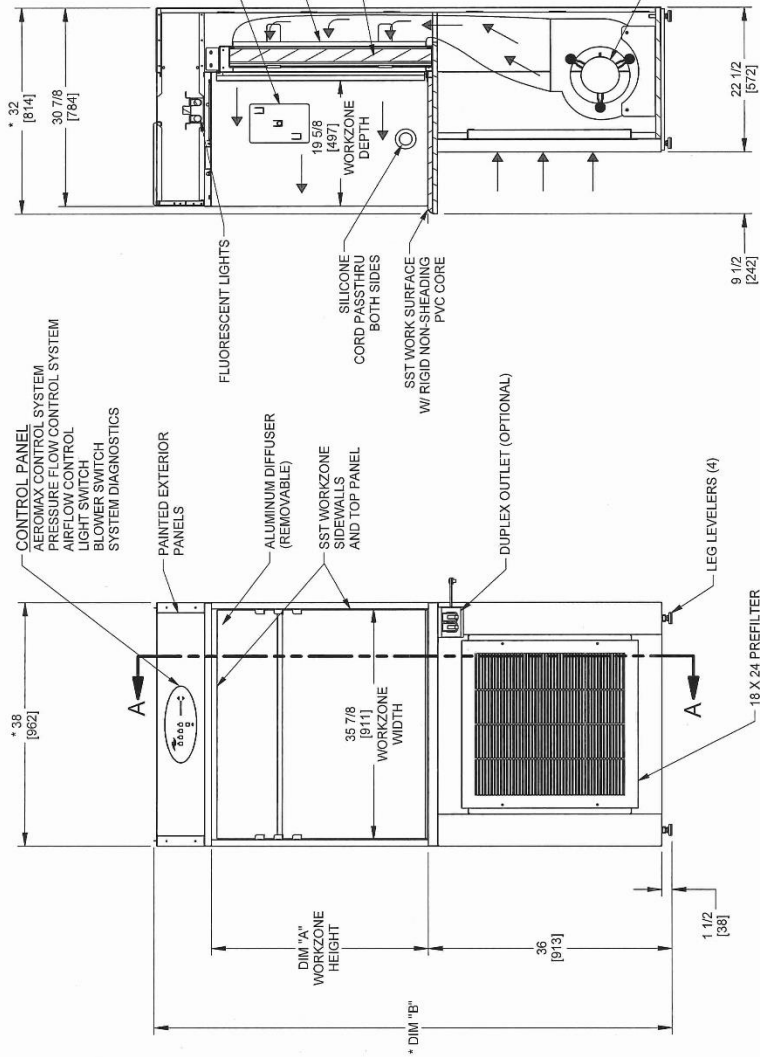 * 32
[814]
30 7/8
[784]
FLUORESCENT LIGHTS
19 5/8
[497]
WORKZONE
DEPTH
SILICONE
CORD PASSTHRU
BOTH SIDES
SST WORK SURFACE
W/ RIGID NON-SHEADING
PVC CORE
9 1/2
[242]
22 1/2
[572]
CONTROL PANEL
AEROMAX CONTROL SYSTEM
PRESSURE FLOW CONTROL SYSTEM
AIRFLOW CONTROL
LIGHT SWITCH
BLOWER SWITCH
SYSTEM DIAGNOSTICS
PAINTED EXTERIOR
PANELS
ALUMINUM DIFFUSER
(REMOVABLE)
SST WORKZONE
SIDEWALLS
AND TOP PANEL
DUPLEX OUTLET (OPTIONAL)
LEG LEVELERS (4)
18 X 24 PREFILTER
* 38
[962]
A
35 7/8
[911]
WORKZONE
WIDTH
A
DIM "A"
WORKZONE
HEIGHT
36
[913]
1 1/2
[38]
* DIM "B"